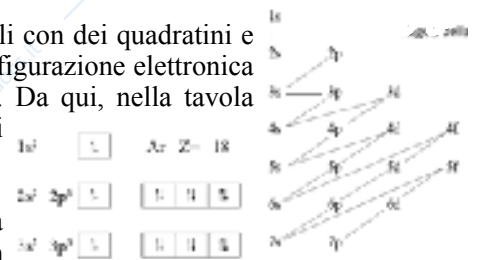 li con dei quadratini e
figurazione elettronica
Da qui, nella tavola
i
1s² Ar Z= 18
2s² 2p⁶
a
3s² 3p⁶
1s
2s 2p
3s 3p 3d
4s 4p 4d 4f
5s 5p 5d 5f
6s 6p 6d
7s 7p